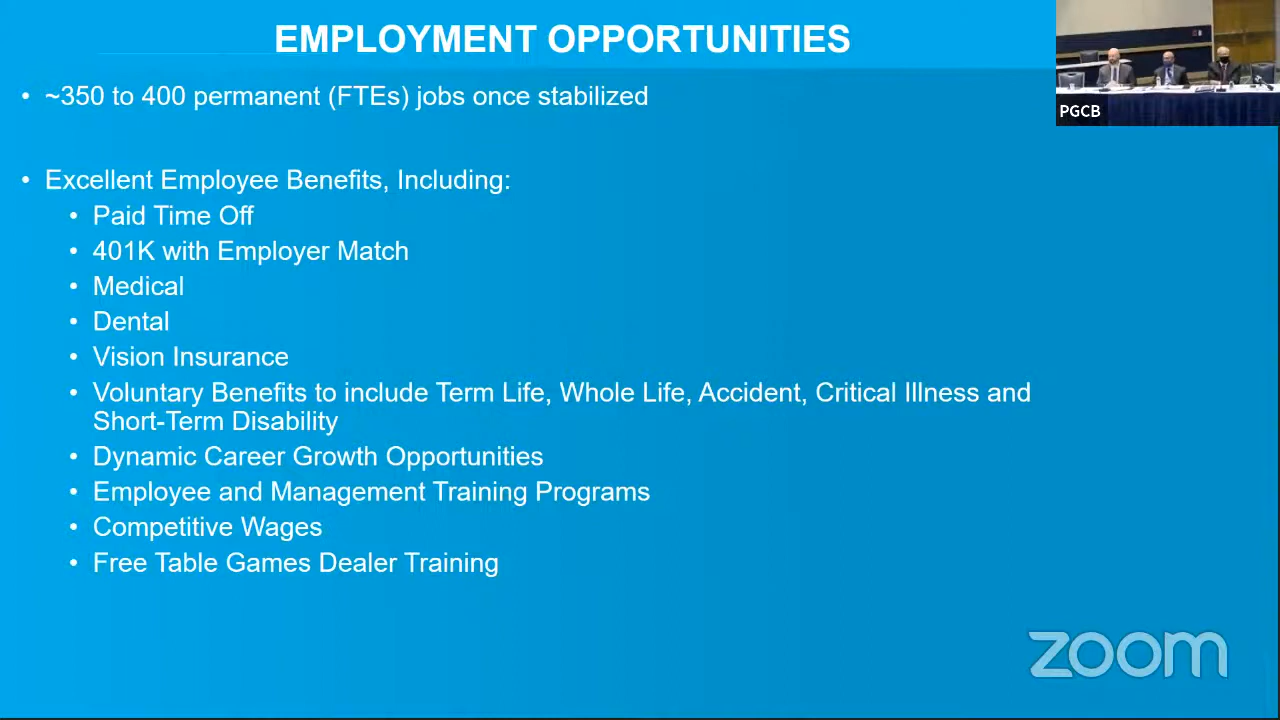 EMPLOYMENT OPPORTUNITIES
• ~350 to 400 permanent (FTEs) jobs once stabilized
• Excellent Employee Benefits, Including:
• Paid Time Off
• 401K with Employer Match
• Medical
• Dental
• Vision Insurance
• Voluntary Benefits to include Term Life, Whole Life, Accident, Critical Illness and
Short-Term Disability
• Dynamic Career Growth Opportunities
• Employee and Management Training Programs
• Competitive Wages
• Free Table Games Dealer Training
PGCB
zoom